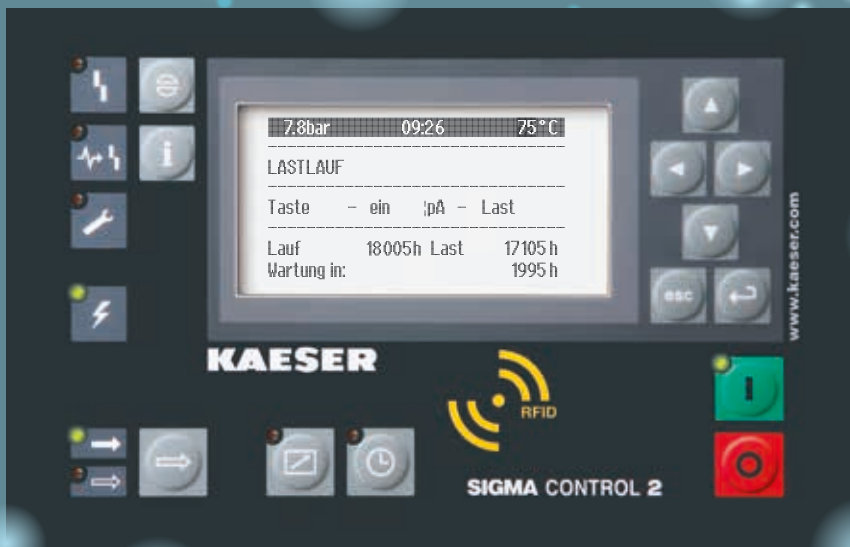 7.8bar 09:26 75°C
LASTLAUF
Taste - ein ¦pA - Last
Lauf 18005h Last 17105h
Wartung in: 1995h
esc
www.kaeser.com
KAESER
RFID
I
O
SIGMA CONTROL 2
i